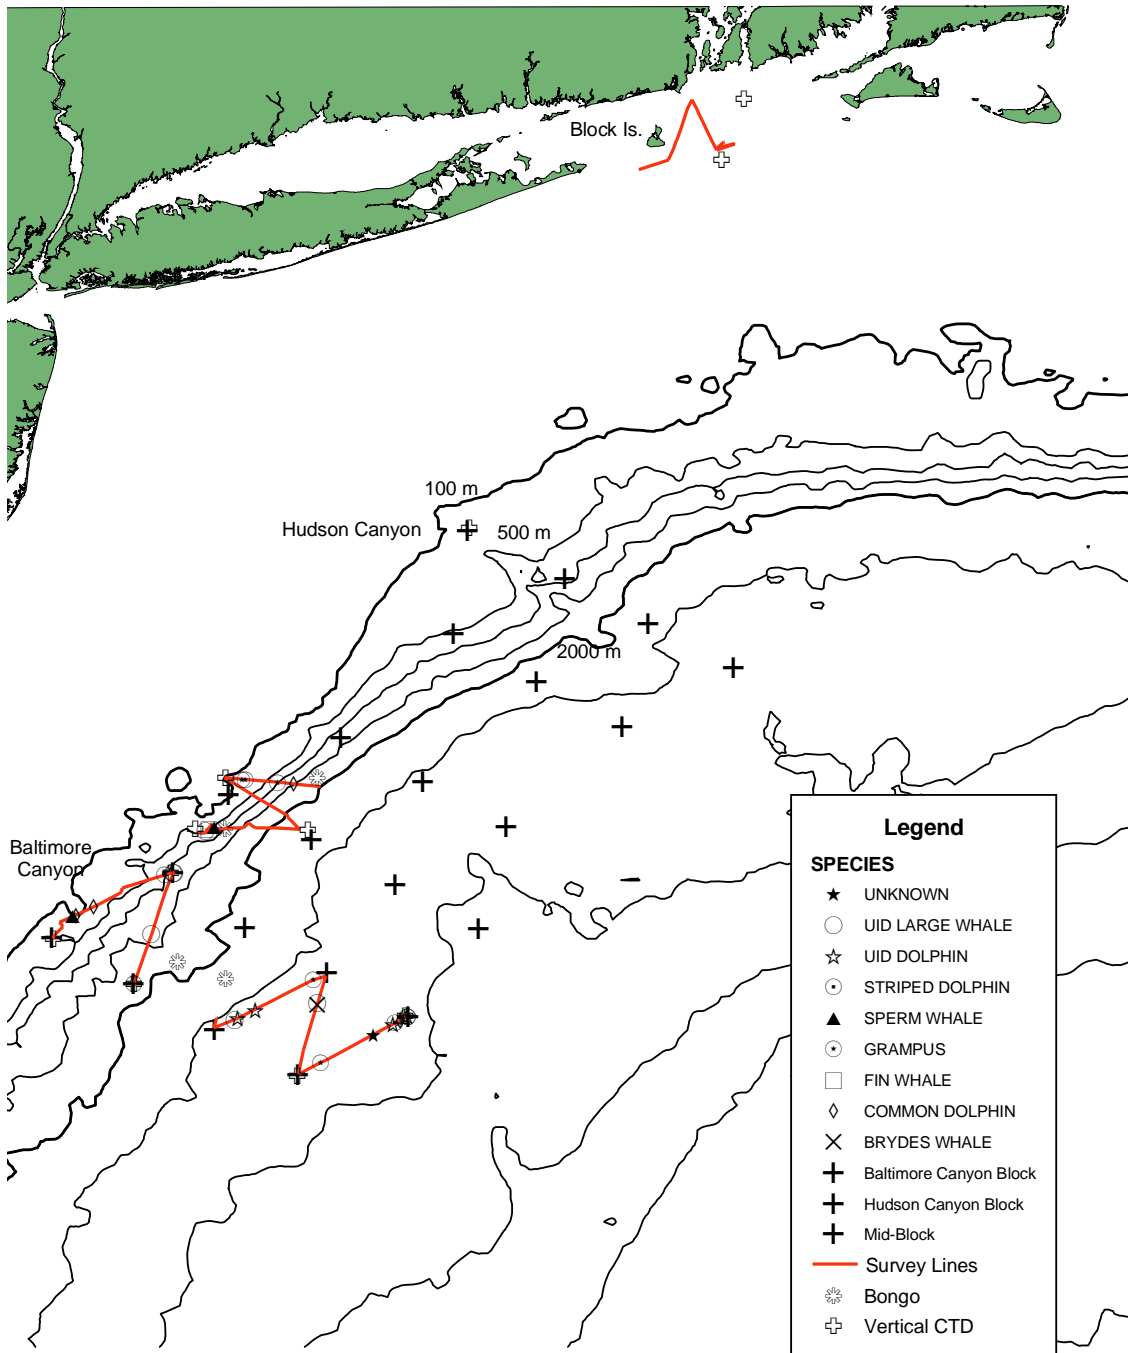 Block Is.
100 m
Hudson Canyon
500 m
2000 m
Baltimore
Canyon
Legend
SPECIES
UNKNOWN
UID LARGE WHALE
UID DOLPHIN
STRIPED DOLPHIN
SPERM WHALE
GRAMPUS
FIN WHALE
COMMON DOLPHIN
BRYDES WHALE
Baltimore Canyon Block
Hudson Canyon Block
Mid-Block
Survey Lines
Bongo
Vertical CTD